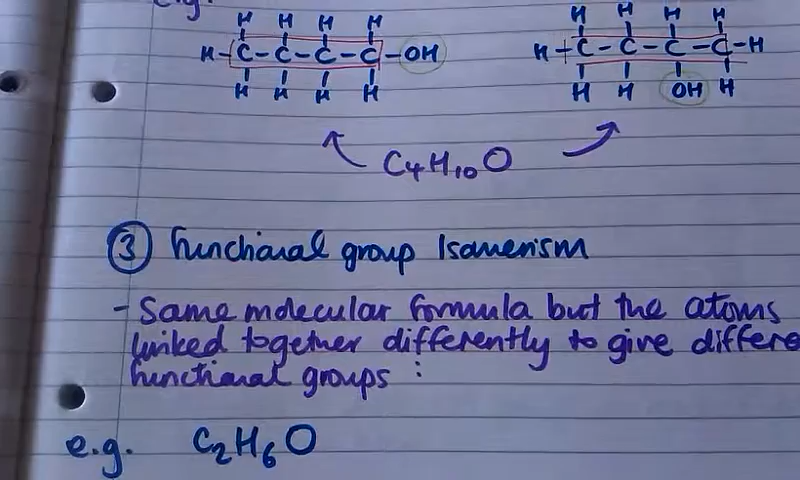 e.g.
H H H H H H H H
H - C - C - C - C - OH H - C - C - C - C - H
H H H H H H OH H
C4H10O
③ Functional group Isomerism
- Same molecular formula but the atoms
linked together differently to give differe
functional groups :
e.g. C2H6O